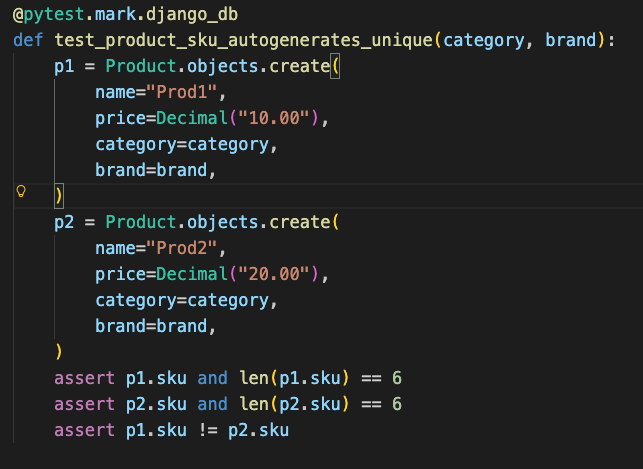 @pytest.mark.django_db
def test_product_sku_autogenerates_unique(category, brand):
    p1 = Product.objects.create(
        name="Prod1",
        price=Decimal("10.00"),
        category=category,
        brand=brand,
    )
    p2 = Product.objects.create(
        name="Prod2",
        price=Decimal("20.00"),
        category=category,
        brand=brand,
    )
    assert p1.sku and len(p1.sku) == 6
    assert p2.sku and len(p2.sku) == 6
    assert p1.sku != p2.sku